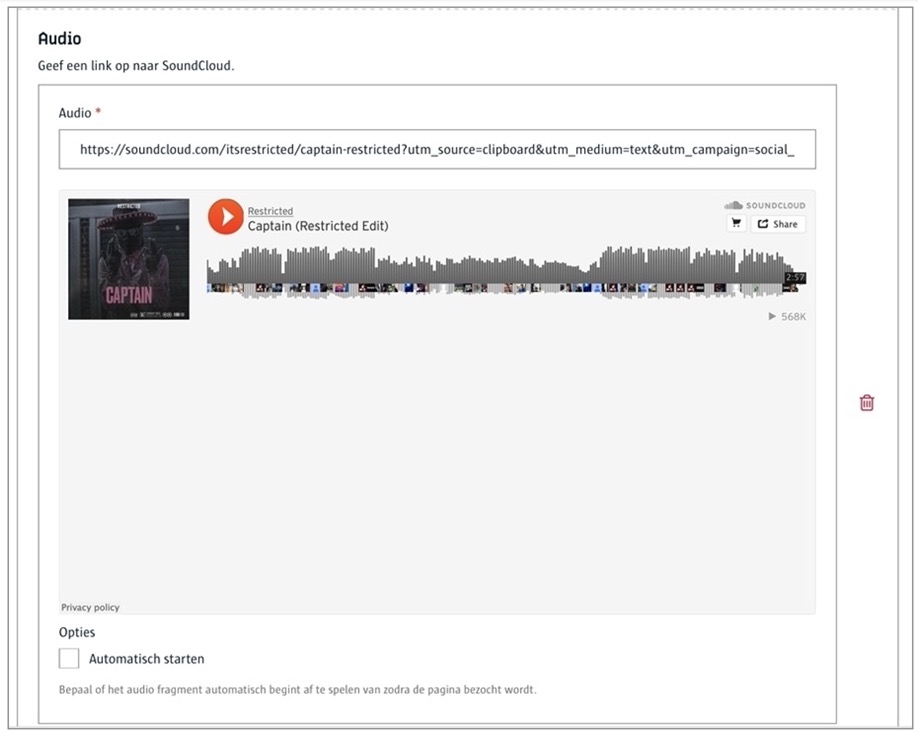 Audio
Geef een link op naar SoundCloud.
Audio *
https://soundcloud.com/itsrestricted/captain-restricted?utm_source=clipboard&utm_medium=text&utm_campaign=social_
RESTRICTED
CAPTAIN
Restricted
Captain (Restricted Edit)
SOUNDCLOUD
Share
2:57
568K
Privacy policy
Opties
Automatisch starten
Bepaal of het audio fragment automatisch begint af te spelen van zodra de pagina bezocht wordt.